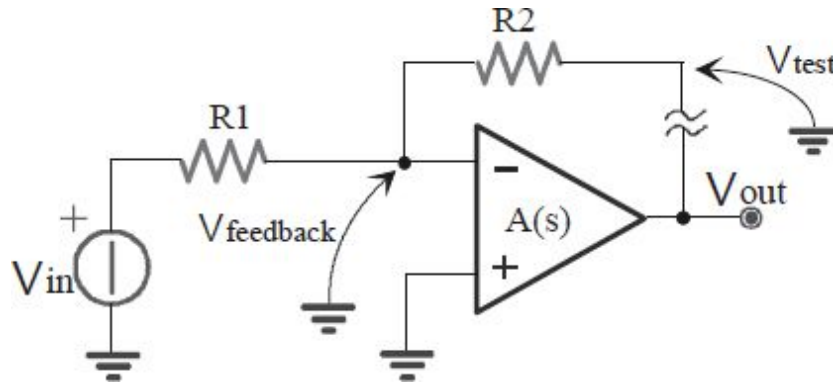 R2
Vtest
R1
Vout
Vfeedback
A(s)
+
Vin
−
+